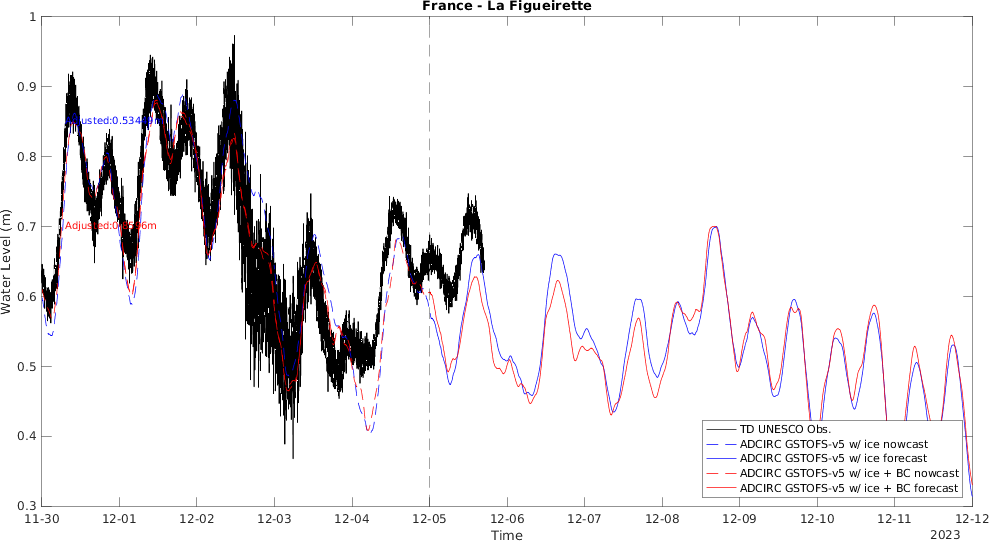 France - La Figueirette
Water Level (m)
1
0.9
0.8
0.7
0.6
0.5
0.4
0.3
Adjusted:
Adjusted:
11-30
12-01
12-02
12-03
12-04
12-05
12-06
12-07
12-08
12-09
12-10
12-11
12-12
Time
2023
TD UNESCO Obs.
ADCIRC GSTOFS-v5 w/ ice nowcast
ADCIRC GSTOFS-v5 w/ ice forecast
ADCIRC GSTOFS-v5 w/ ice + BC nowcast
ADCIRC GSTOFS-v5 w/ ice + BC forecast